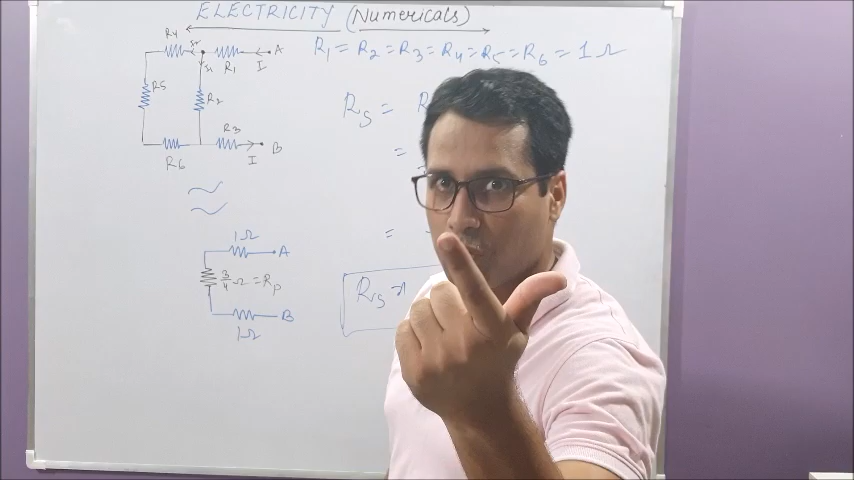 ELECTRICITY (Numericals)
R4 R1 A
I
R1 = R2 = R3 = R4 = R5 = R6 = 1 Ω
R5 R2
R3 B
R6 I
RS = R
=
=
1Ω
A
3/4 Ω = Rp
B
1Ω
RS